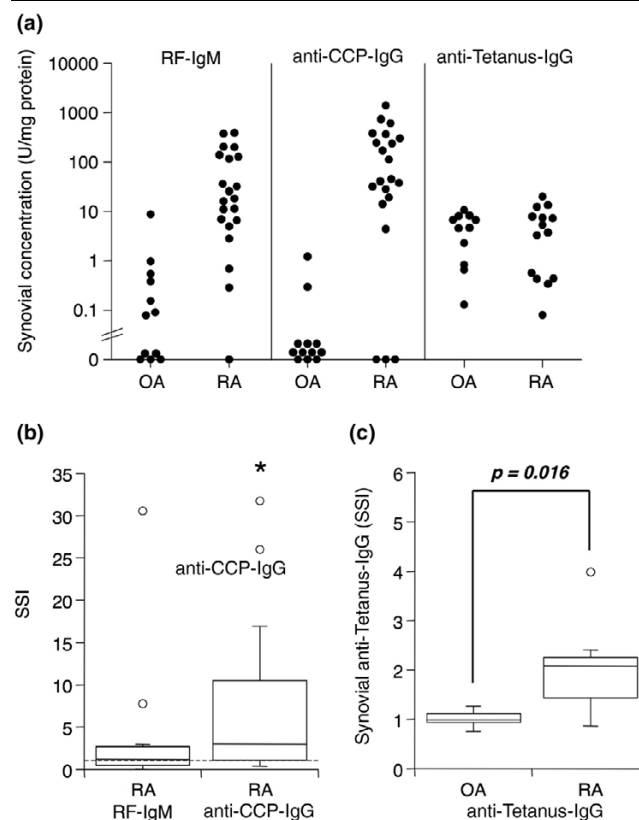 (a)
RF-IgM anti-CCP-IgG anti-Tetanus-IgG
Synovial concentration (U/mg protein)
10000
1000
100
10
1
0.1
0
OA RA OA RA OA RA
(b)
SSI
35
30
25
20
15
10
5
0
*
anti-CCP-IgG
RA RA
RF-IgM anti-CCP-IgG
(c)
Synovial anti-Tetanus-IgG (SSI)
6
5
4
3
2
1
0
p = 0.016
OA RA
anti-Tetanus-IgG